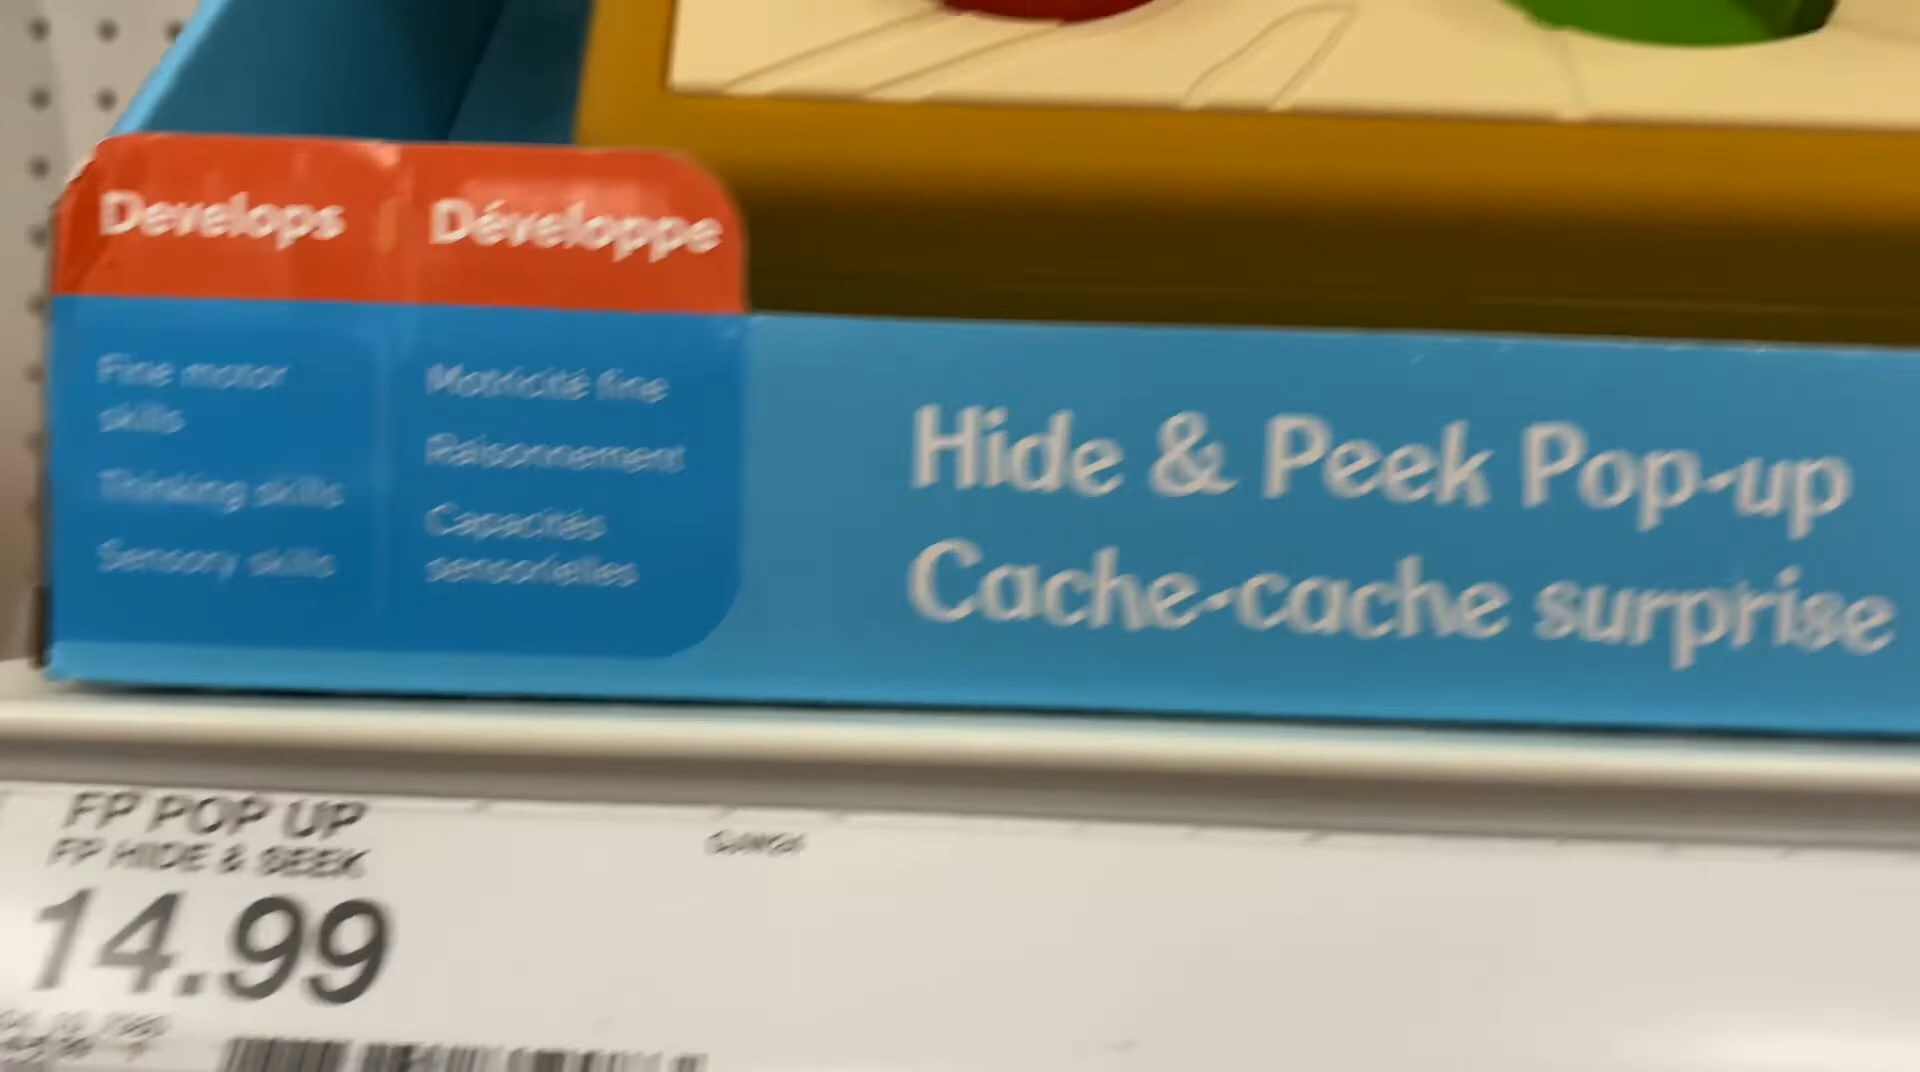 Develops
Développe
Fine motor
skills
Thinking skills
Sensory skills
Motricité fine
Raisonnement
Capacités
sensorielles
Hide & Peek Pop-up
Cache-cache surprise
FP POP UP
FP HIDE & SEEK
14.99